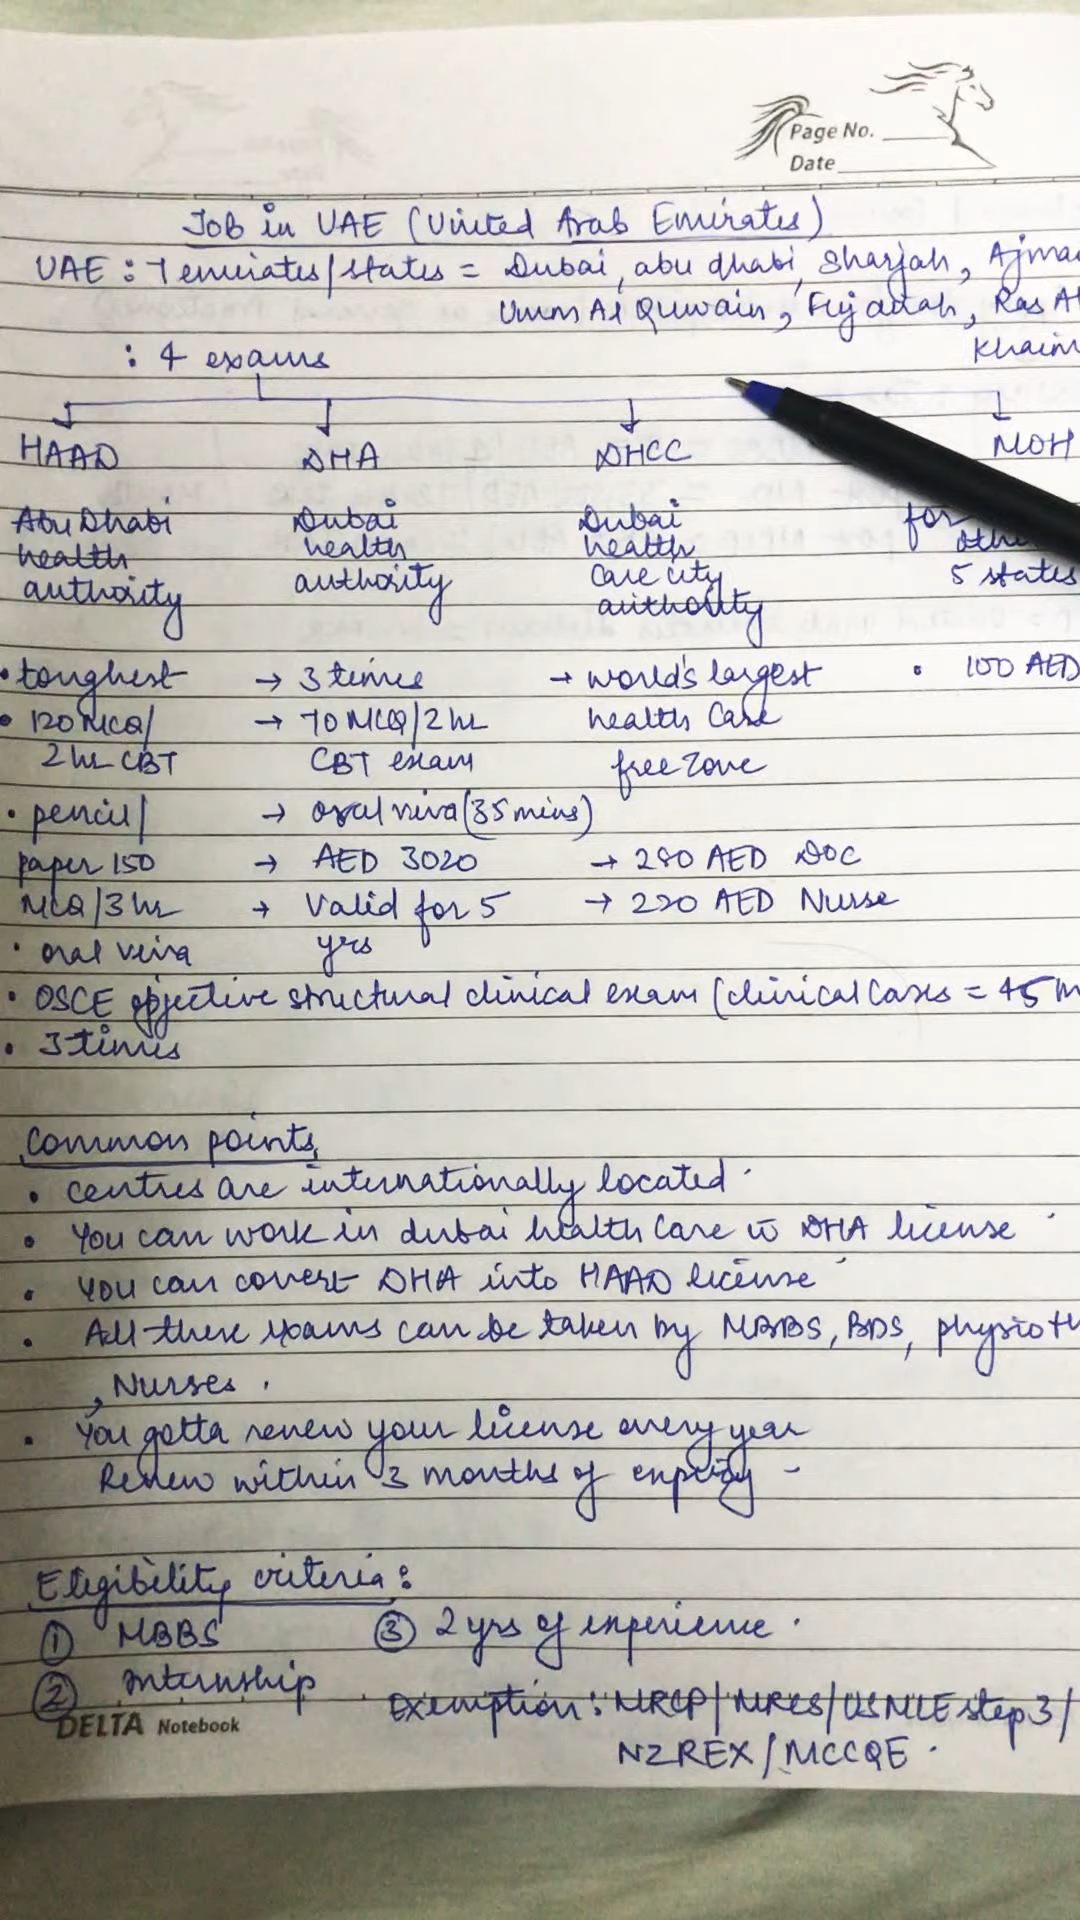 Page No.
Date
Job in UAE (United Arab Emirates)
UAE : 7 emirates/states = Dubai, abu dhabi, Sharjah, Ajma
Umm Al Quwain, Fujairah, Ras Al
Khaim
: 4 exams
HAAD DHA DHCC MOH
Abu Dhabi Dubai Dubai for
health health health othe
authority authority Care city 5 states
authority
• toughest → 3 times → world's largest • 100 AED
• 120 MCQ/ → 70 MCQ/2 hr health Care
2 hr CBT CBT exam free zone
• pencil/ → oral viva (35 mins)
paper 150 → AED 3020 → 280 AED DOC
MCQ/3 hr → Valid for 5 → 220 AED Nurse
• oral viva yrs
• OSCE objective structural clinical exam (clinical cases = 45 m
• 3 times
Common points
• centres are internationally located.
• You can work in dubai health care w DHA license.
• You can covert DHA into HAAD license
• All these exams can be taken by MBBS, BDS, physioth
, Nurses.
• You gotta renew your license every year
Renew within 3 months of enpiry -
Eligibility criteria :
① MBBS ③ 2 yrs of enperience.
② Internship
Exemption : MRCP/MRCS/USMLE step 3/
NZREX/MCCQE.
DELTA Notebook